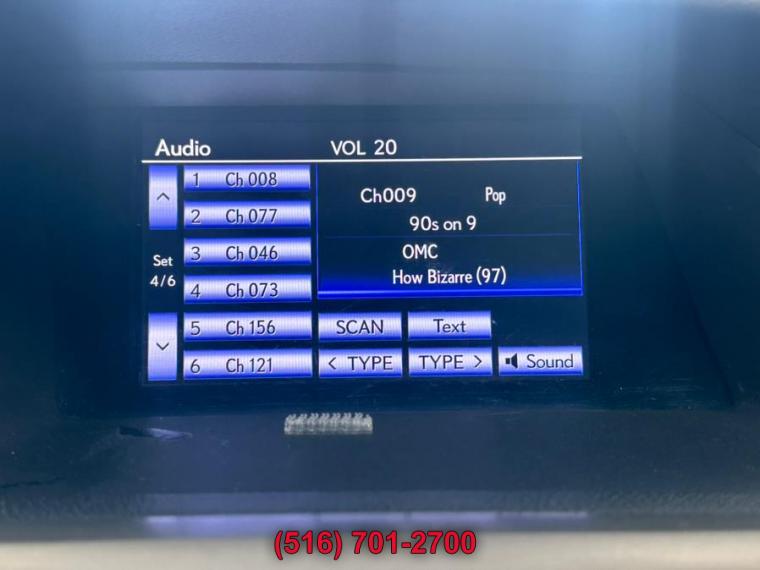 Audio VOL 20
1 Ch 008
2 Ch 077
3 Ch 046
4 Ch 073
5 Ch 156
6 Ch 121
Set
4/6
Ch009 Pop
90s on 9
OMC
How Bizarre (97)
SCAN Text
< TYPE TYPE > Sound
(516) 701-2700